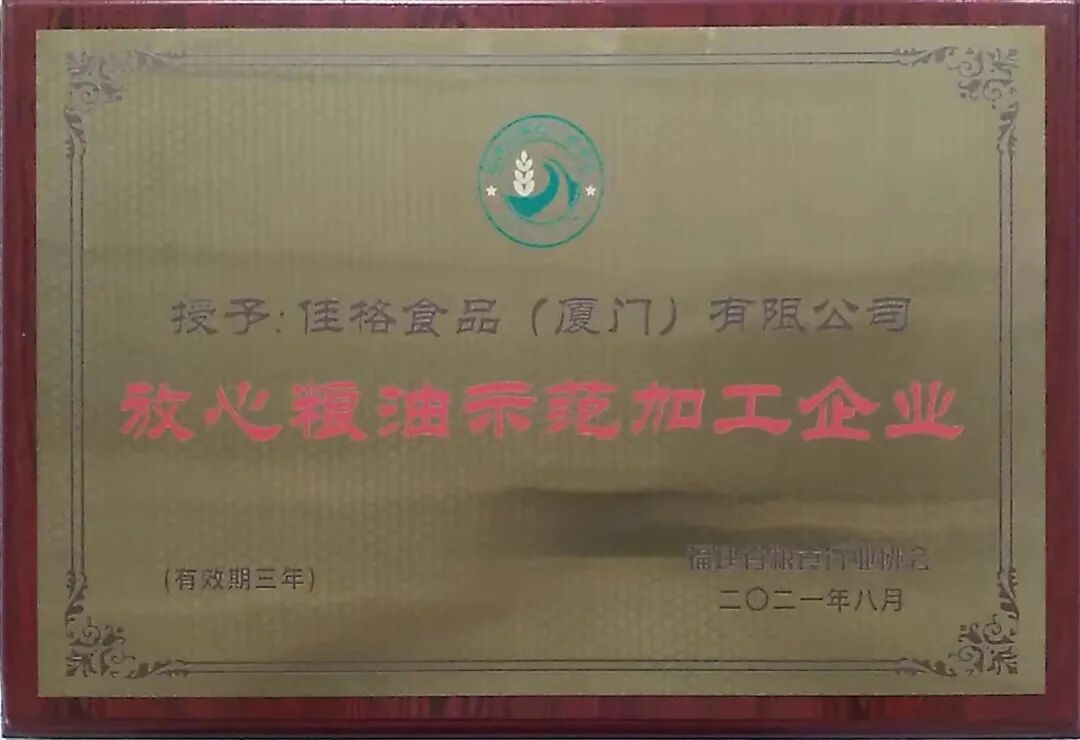 授予:佳格食品（厦门）有限公司
放心粮油示范加工企业
(有效期三年)
福建省粮食行业协会
二〇二一年八月